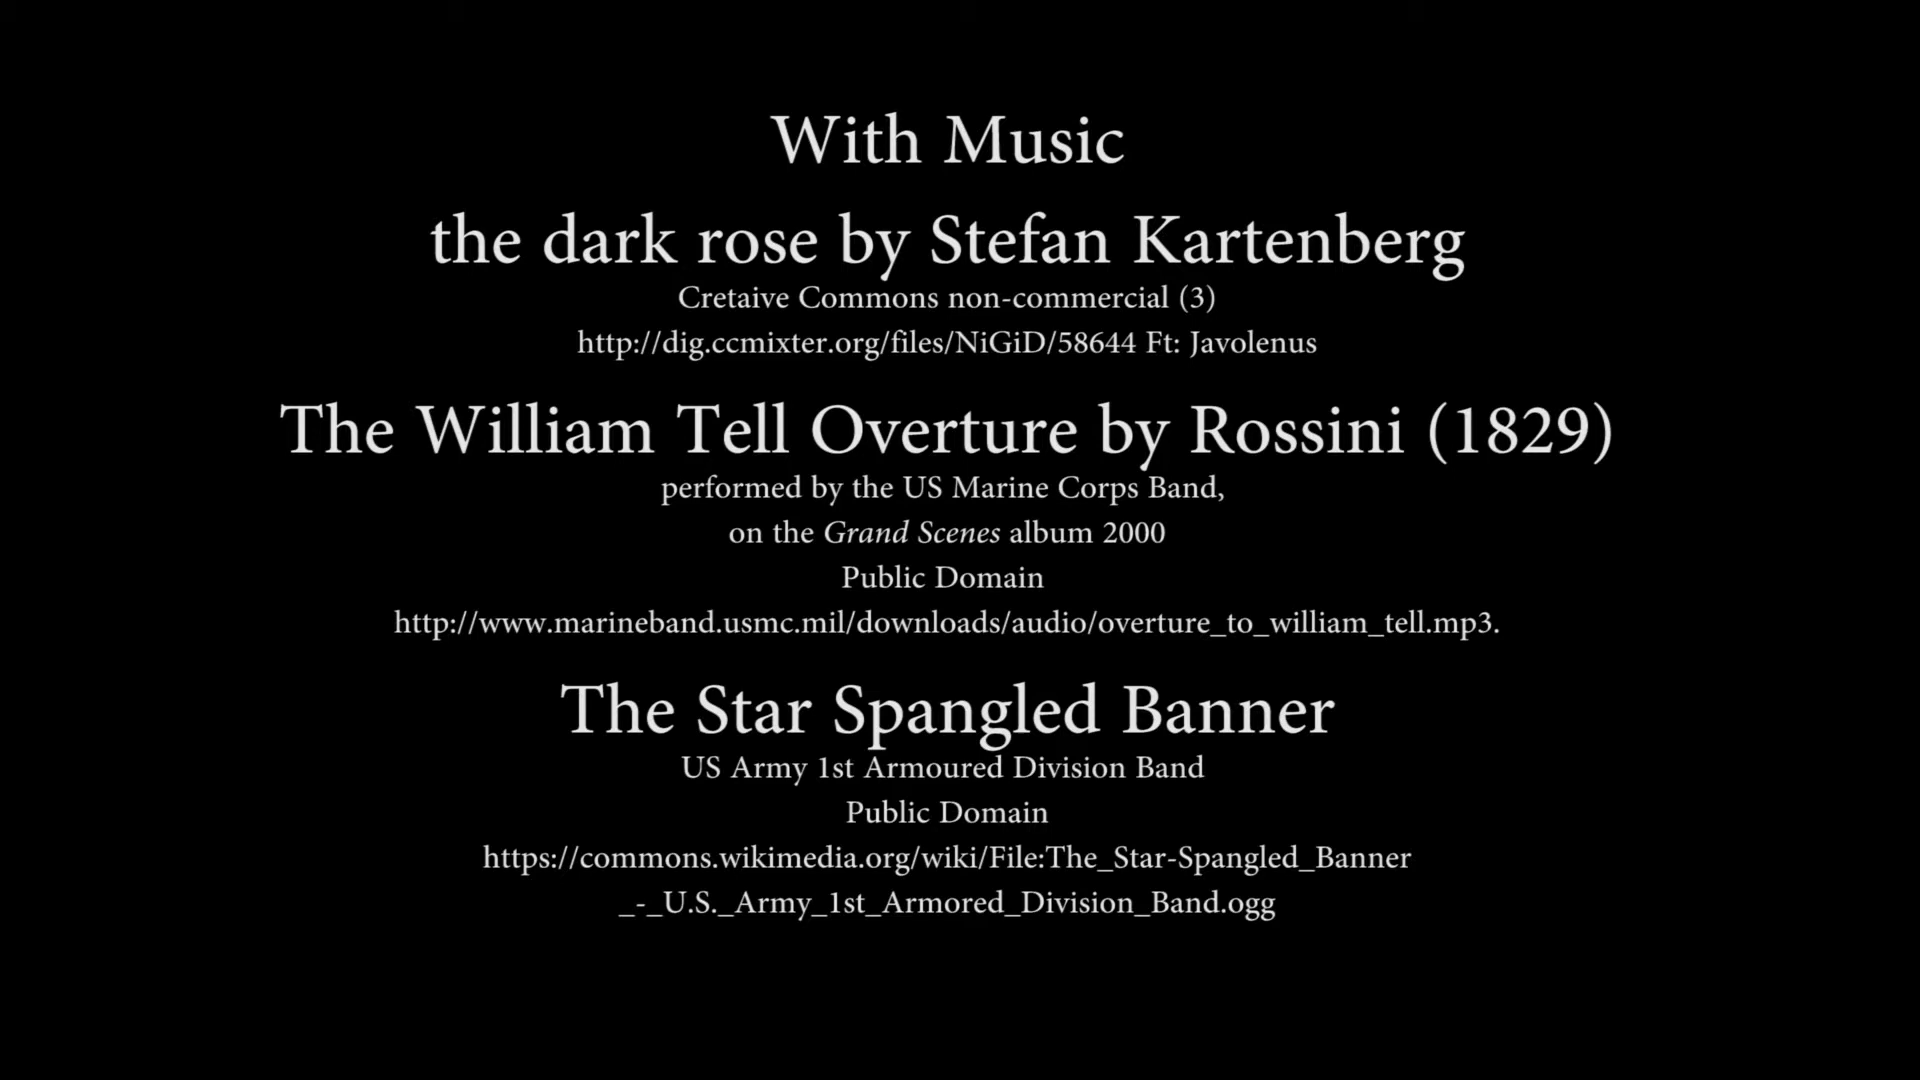 With Music
the dark rose by Stefan Kartenberg
Cretaive Commons non-commercial (3)
http://dig.ccmixter.org/files/NiGiD/58644 Ft: Javolenus
The William Tell Overture by Rossini (1829)
performed by the US Marine Corps Band,
on the Grand Scenes album 2000
Public Domain
http://www.marineband.usmc.mil/downloads/audio/overture_to_william_tell.mp3.
The Star Spangled Banner
US Army 1st Armoured Division Band
Public Domain
https://commons.wikimedia.org/wiki/File:The_Star-Spangled_Banner
_-_U.S._Army_1st_Armored_Division_Band.ogg